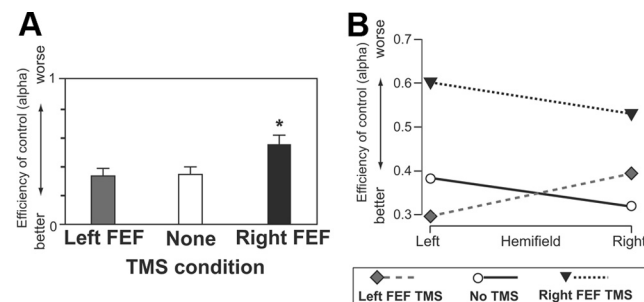 A
Efficiency of control (alpha)
better
worse
1
0
*
Left FEF None Right FEF
TMS condition
B
Efficiency of control (alpha)
better
worse
0.7
0.6
0.5
0.4
0.3
Left Hemifield Right
Left FEF TMS No TMS Right FEF TMS